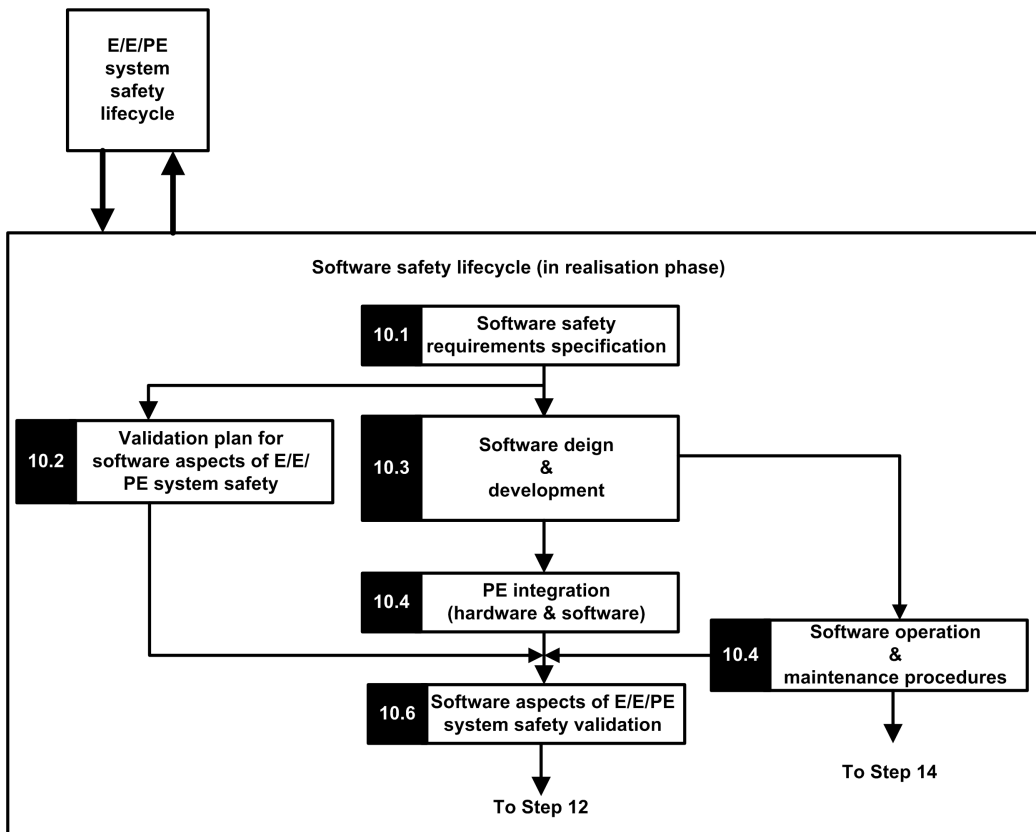 E/E/PE
system
safety
lifecycle
Software safety lifecycle (in realisation phase)
10.1
Software safety
requirements specification
10.2
Validation plan for
software aspects of E/E/
PE system safety
10.3
Software deign
&
development
10.4
PE integration
(hardware & software)
10.4
Software operation
&
maintenance procedures
10.6
Software aspects of E/E/PE
system safety validation
To Step 14
To Step 12